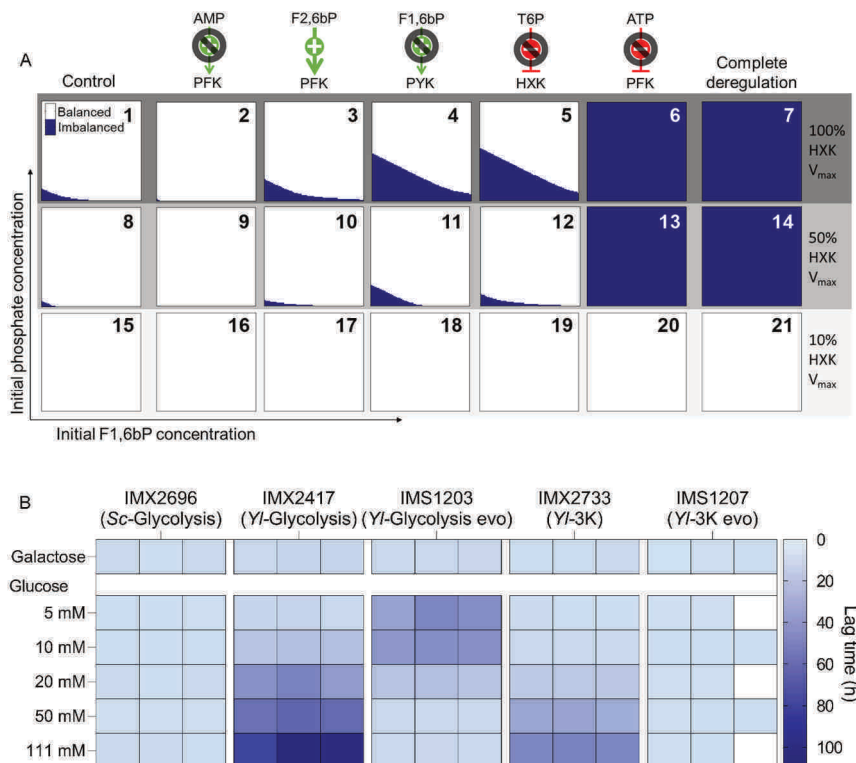 AMP F2,6bP F1,6bP T6P ATP
A
Control PFK PFK PYK HXK PFK Complete deregulation
Balanced
Imbalanced
1 2 3 4 5 6 7
100% HXK Vmax
8 9 10 11 12 13 14
50% HXK Vmax
15 16 17 18 19 20 21
10% HXK Vmax
Initial phosphate concentration
Initial F1,6bP concentration
B
IMX2696 IMX2417 IMS1203 IMX2733 IMS1207
(Sc-Glycolysis) (Yl-Glycolysis) (Yl-Glycolysis evo) (Yl-3K) (Yl-3K evo)
Galactose
Glucose
5 mM
10 mM
20 mM
50 mM
111 mM
0
20
40
60
80
100
Lag time (h)